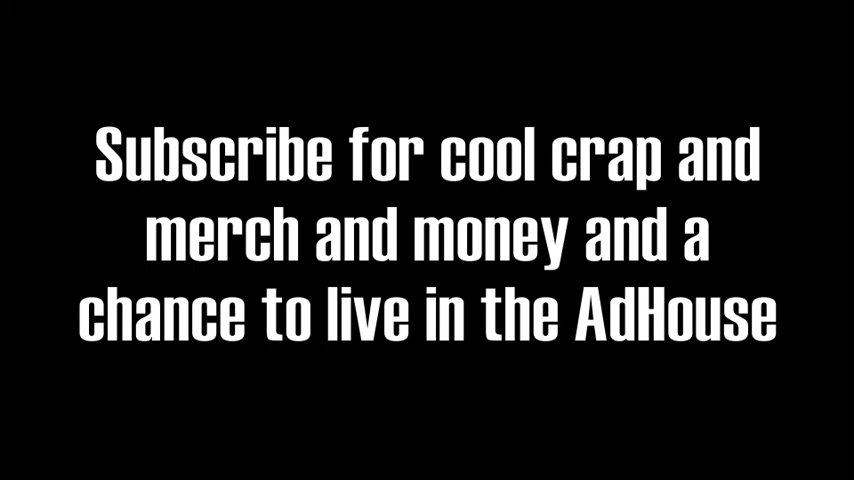 Subscribe for cool crap and
merch and money and a
chance to live in the AdHouse